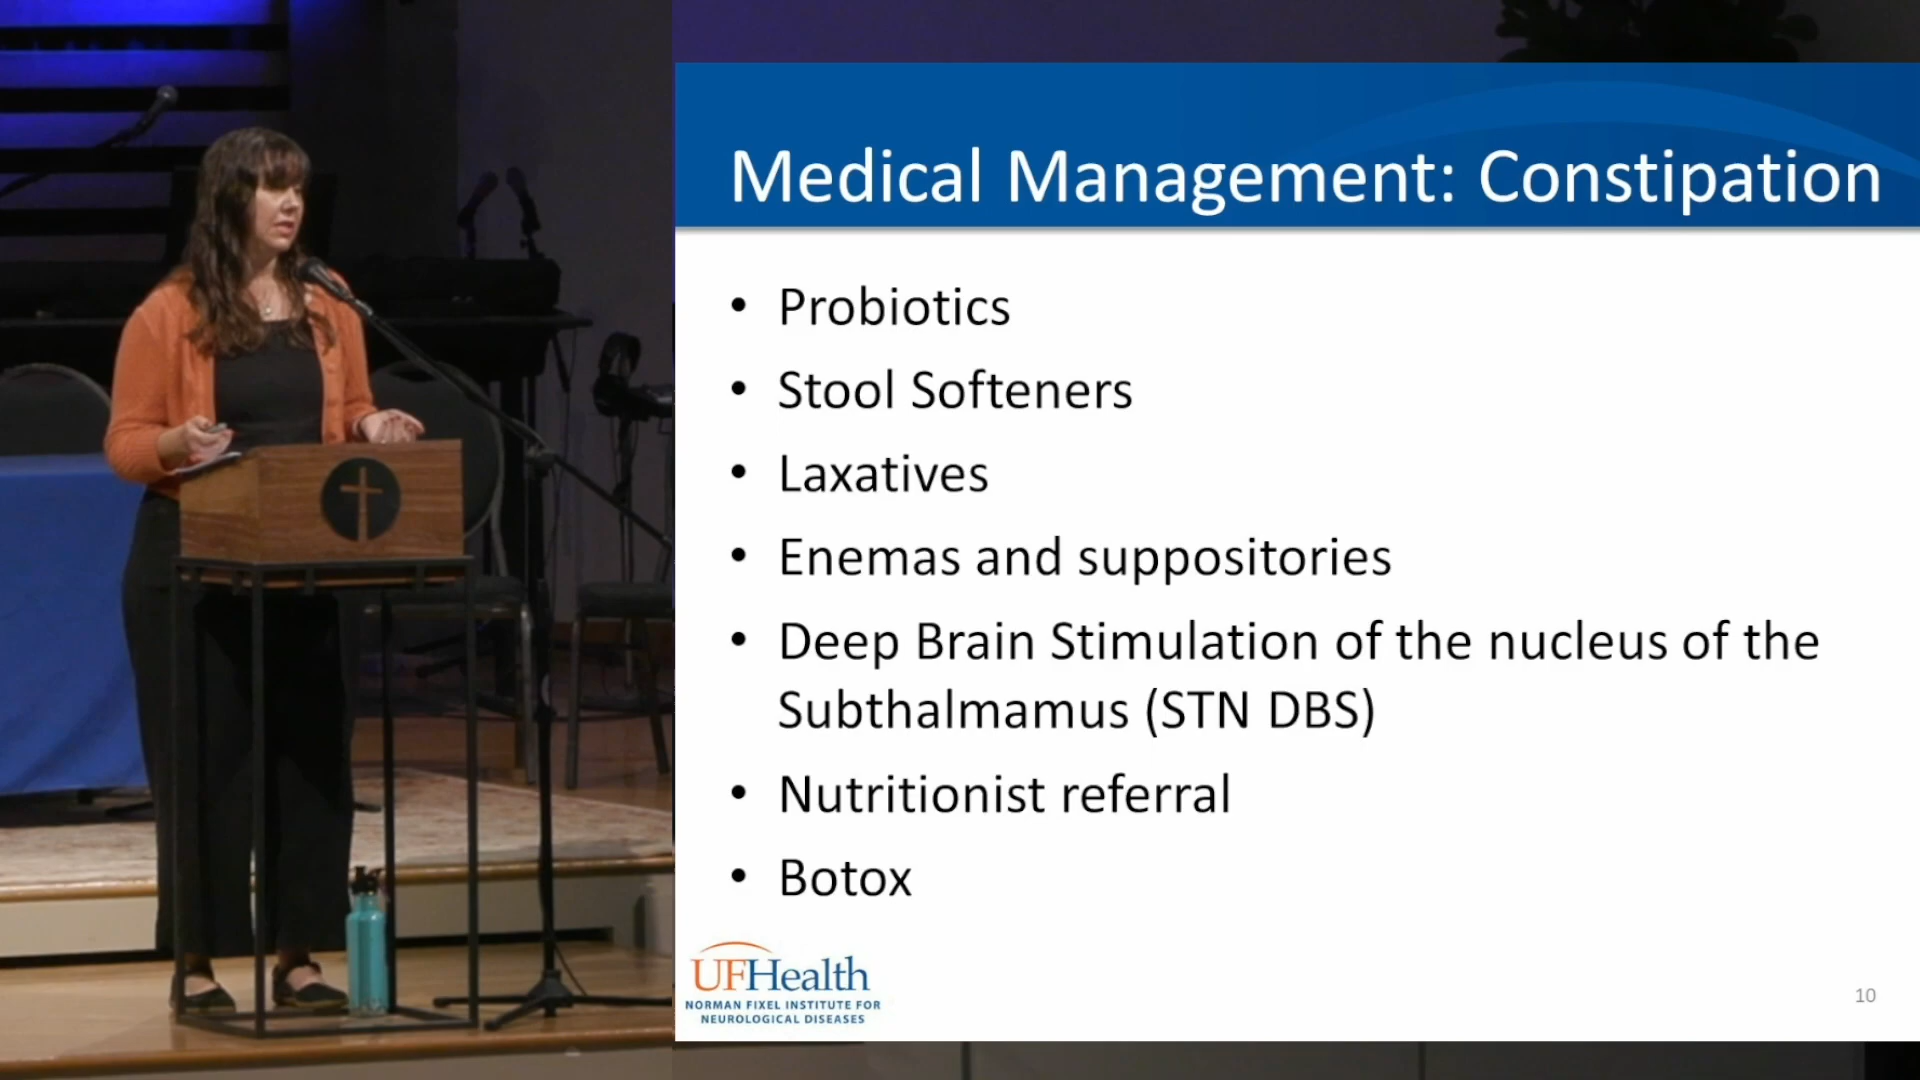 Medical Management: Constipation
• Probiotics
• Stool Softeners
• Laxatives
• Enemas and suppositories
• Deep Brain Stimulation of the nucleus of the
Subthalmamus (STN DBS)
• Nutritionist referral
• Botox
UFHealth
NORMAN FIXEL INSTITUTE FOR
NEUROLOGICAL DISEASES
10